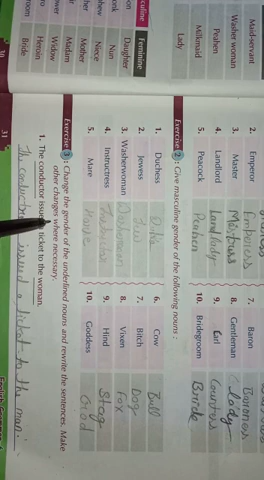 Maid-servant
Washer woman
Peahen
Milkmaid
Lady
2. Emperor Emperess 7. Baron Baroness
3. Master Mistress 8. Gentleman Lady
4. Landlord Landlady 9. Earl Countess
5. Peacock Peahen 10. Bridegroom Bride
Exercise 2: Give masculine gender of the following nouns :
1. Duchess Duke 6. Cow Bull
2. Jewess Jew 7. Bitch Dog
3. Washerwoman Washerman 8. Vixen Fox
4. Instructress Instructor 9. Hind Stag
5. Mare Horse 10. Goddess God
Exercise 3: Change the gender of the underlined nouns and rewrite the sentences. Make
other changes where necessary.
1. The conductor issued ticket to the woman.
The conductress issued a ticket to the man.
Feminine
Daughter
Nun
Niece
Mother
Madam
Widow
Heroin
Bride
31